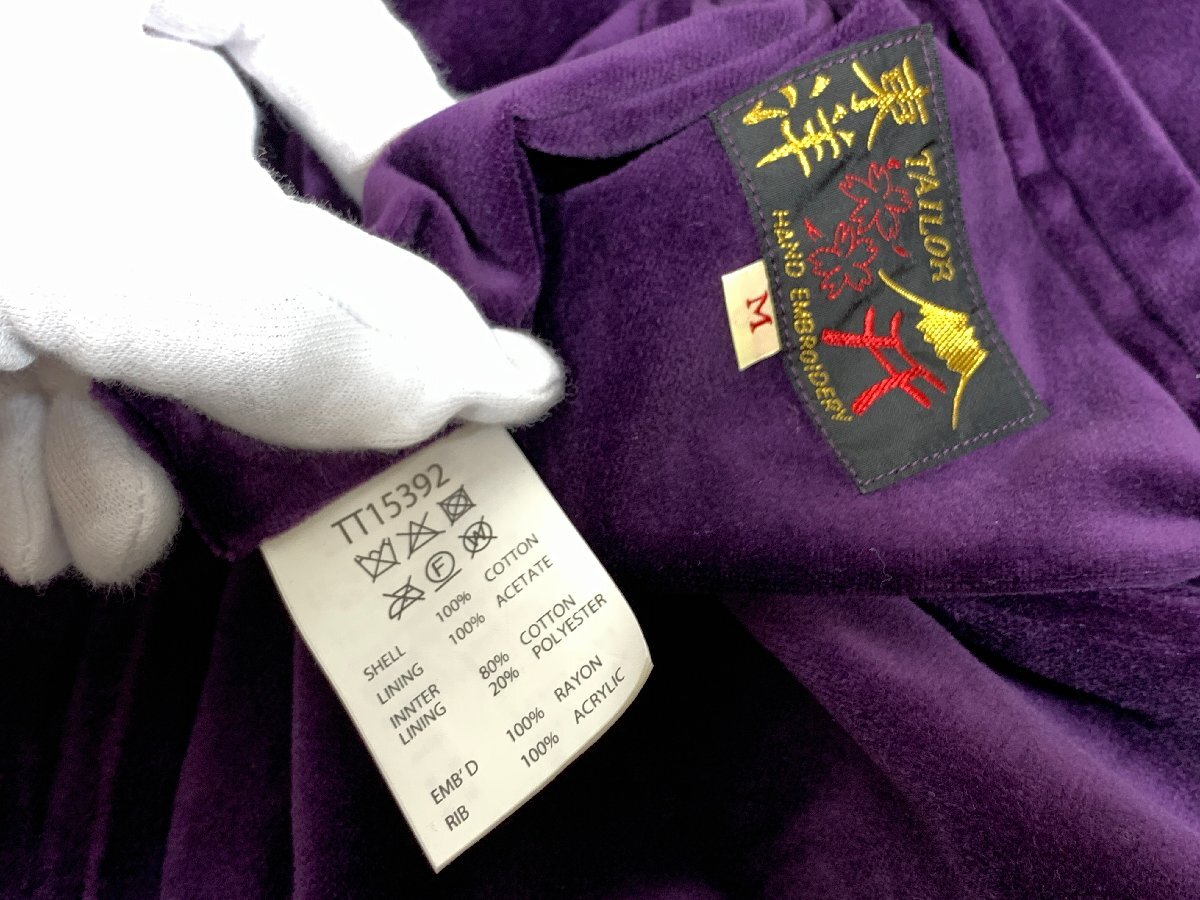 東洋
TAILOR
HAND EMBROIDERY
M
TT15392
F
W
SHELL 100% COTTON
LINING 100% ACETATE
INNTER 80% COTTON
LINING 20% POLYESTER
EMB'D 100% RAYON
RIB 100% ACRYLIC